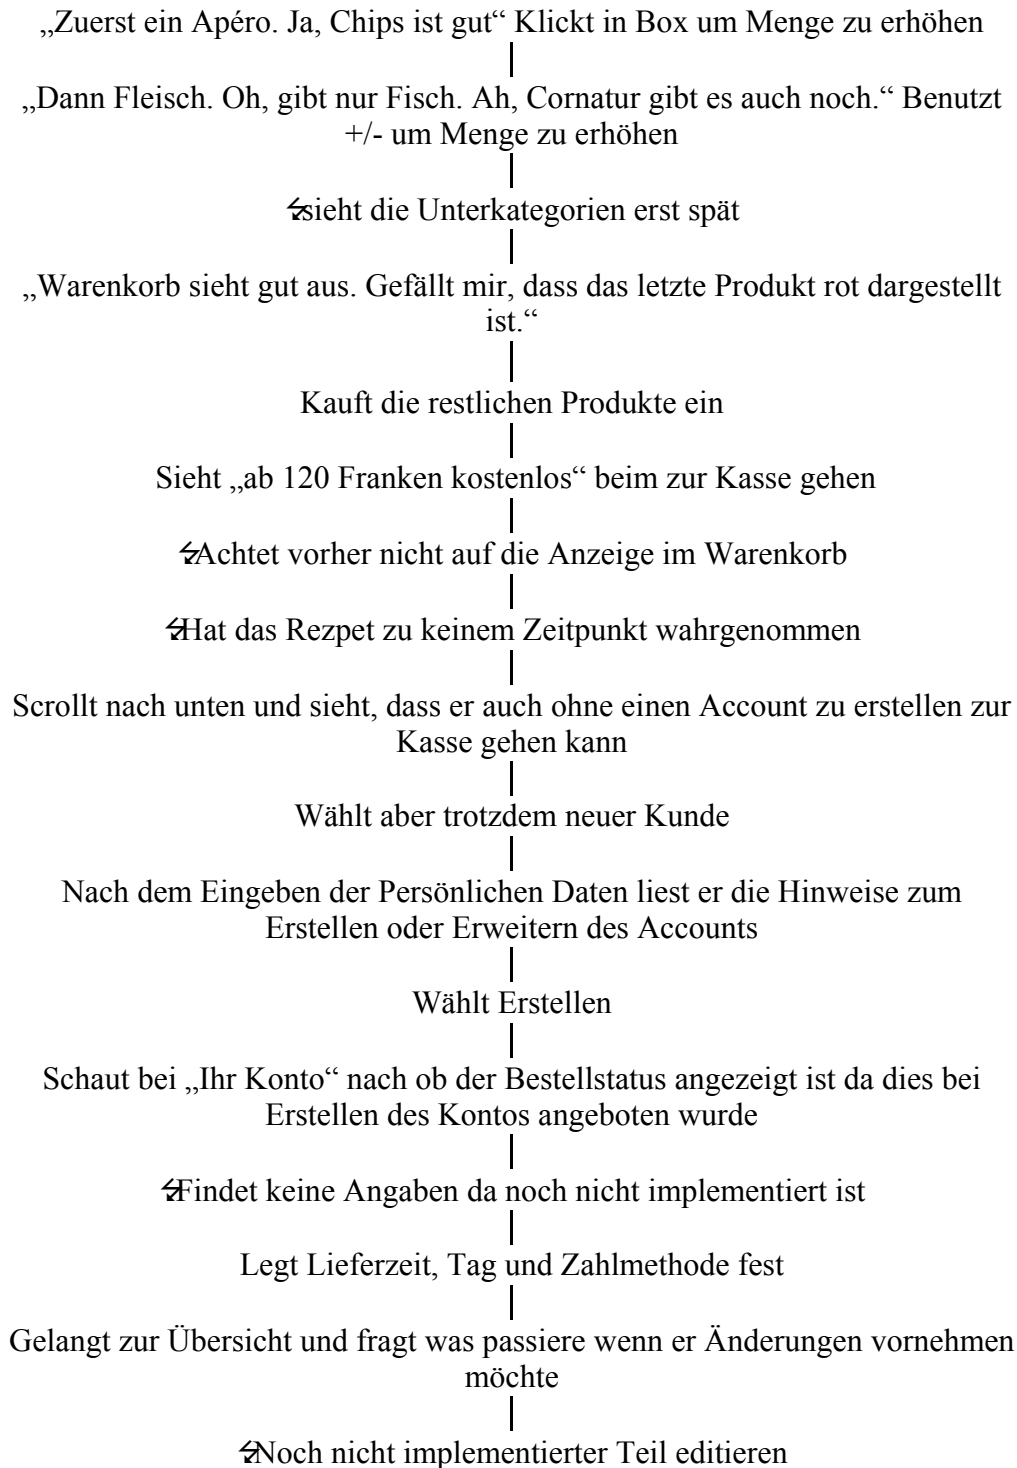 „Zuerst ein Apéro. Ja, Chips ist gut“ Klickt in Box um Menge zu erhöhen
„Dann Fleisch. Oh, gibt nur Fisch. Ah, Cornatur gibt es auch noch.“ Benutzt
+/- um Menge zu erhöhen
↯sieht die Unterkategorien erst spät
„Warenkorb sieht gut aus. Gefällt mir, dass das letzte Produkt rot dargestellt
ist.“
Kauft die restlichen Produkte ein
Sieht „ab 120 Franken kostenlos“ beim zur Kasse gehen
↯Achtet vorher nicht auf die Anzeige im Warenkorb
↯Hat das Rezpet zu keinem Zeitpunkt wahrgenommen
Scrollt nach unten und sieht, dass er auch ohne einen Account zu erstellen zur
Kasse gehen kann
Wählt aber trotzdem neuer Kunde
Nach dem Eingeben der Persönlichen Daten liest er die Hinweise zum
Erstellen oder Erweitern des Accounts
Wählt Erstellen
Schaut bei „Ihr Konto“ nach ob der Bestellstatus angezeigt ist da dies bei
Erstellen des Kontos angeboten wurde
↯Findet keine Angaben da noch nicht implementiert ist
Legt Lieferzeit, Tag und Zahlmethode fest
Gelangt zur Übersicht und fragt was passiere wenn er Änderungen vornehmen
möchte
↯Noch nicht implementierter Teil editieren